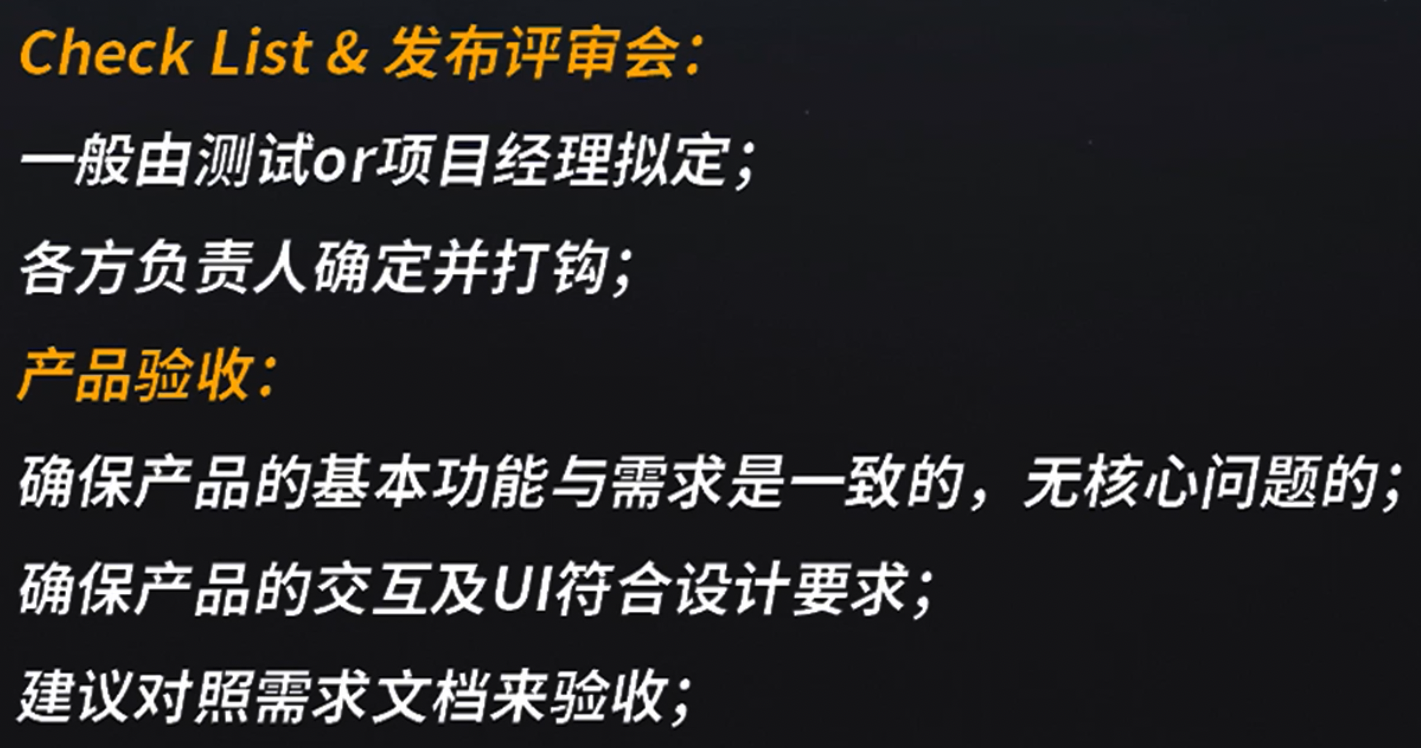 Check List & 发布评审会：
一般由测试or项目经理拟定；
各方负责人确定并打钩；
产品验收：
确保产品的基本功能与需求是一致的，无核心问题的；
确保产品的交互及UI符合设计要求；
建议对照需求文档来验收；